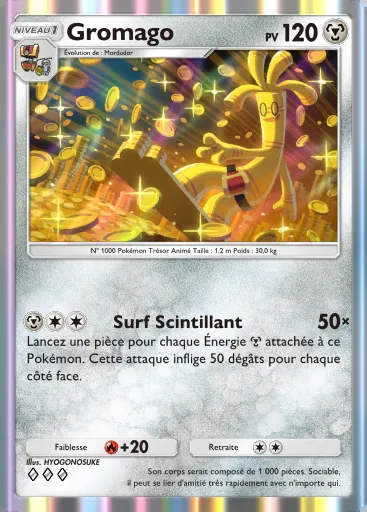 NIVEAU 1
Gromago
PV 120
Évolution de : Mordudor
N° 1000 Pokémon Trésor Animé Taille : 1,2 m Poids : 30,0 kg
Surf Scintillant 50×
Lancez une pièce pour chaque Énergie attachée à ce
Pokémon. Cette attaque inflige 50 dégâts pour chaque
côté face.
Faiblesse +20
Retraite
Illus. HYOGONOSUKE
Son corps serait composé de 1 000 pièces. Sociable,
il peut se lier d'amitié très rapidement avec n'importe qui.